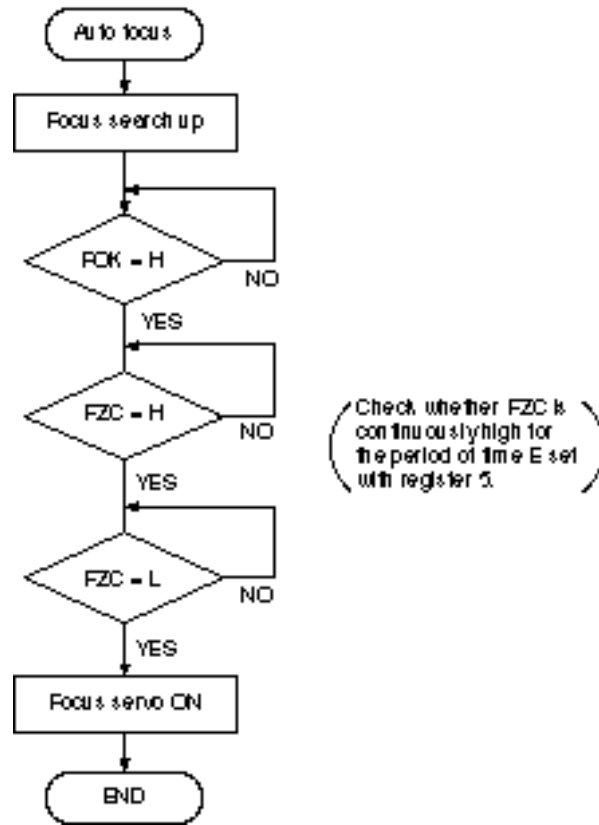 Auto focus
Focus search up
FOK = H
NO
YES
FZC = H
NO
YES
FZC = L
NO
YES
Focus servo ON
END
Check whether FZC is
continuously high for
the period of time E set
with register 5.